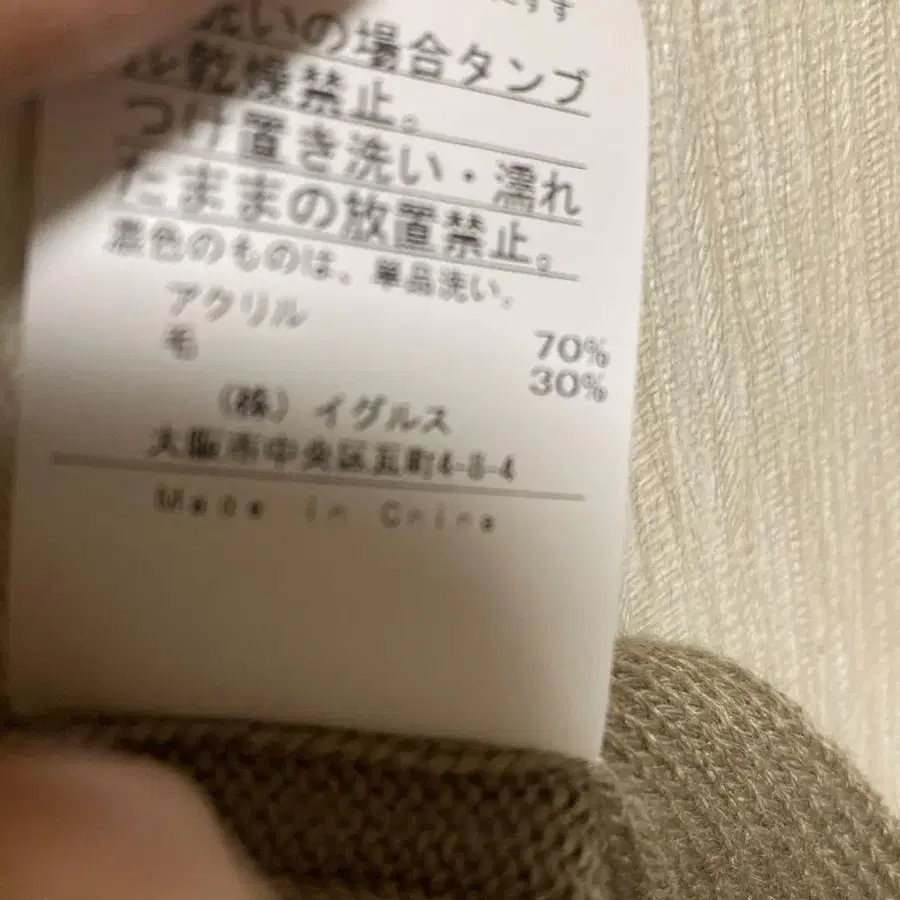 洗いの場合タンブ
ル乾燥禁止。
つけ置き洗い・濡れ
たままの放置禁止。
濃色のものは、単品洗い。
アクリル 70%
毛 30%
（株）イグルス
大阪市中央区瓦町4-8-4
Made in China